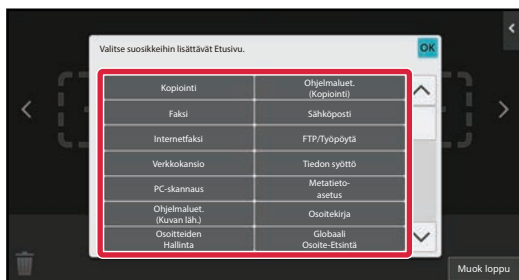 Valitse suosikkeihin lisättävät Etusivu.
OK
Kopiointi
Ohjelmaluet.
(Kopiointi)
Faksi
Sähköposti
Internetfaksi
FTP/Työpöytä
Verkkokansio
Tiedon syöttö
PC-skannaus
Metatieto-
asetus
Ohjelmaluet.
(Kuvan läh.)
Osoitekirja
Osoitteiden
Hallinta
Globaali
Osoite-Etsintä
Muok loppu